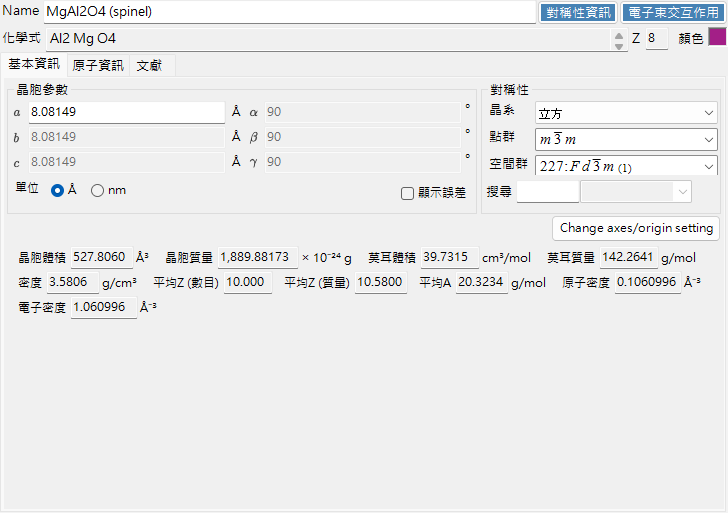 Name MgAl2O4 (spinel) 對稱性資訊 電子束交互作用
化學式 Al2 Mg O4 Z 8 顏色
基本資訊 原子資訊 文獻
晶胞參數 對稱性
a 8.08149 Å α 90 °
b 8.08149 Å β 90 °
c 8.08149 Å γ 90 °
單位 Å nm 顯示誤差
晶系 立方
點群 m 3̅ m
空間群 227: F d 3̅ m (1)
搜尋
Change axes/origin setting
晶胞體積 527.8060 Å³ 晶胞質量 1,889.88173 × 10⁻²⁴ g 莫耳體積 39.7315 cm³/mol 莫耳質量 142.2641 g/mol
密度 3.5806 g/cm³ 平均Z (數目) 10.000 平均Z (質量) 10.5800 平均A 20.3234 g/mol 原子密度 0.1060996 Å⁻³
電子密度 1.060996 Å⁻³